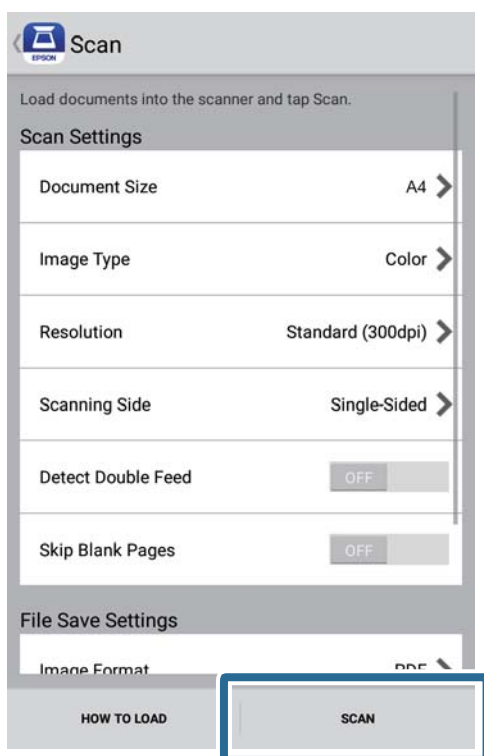 EPSON
Scan
Load documents into the scanner and tap Scan.
Scan Settings
Document Size A4
Image Type Color
Resolution Standard (300dpi)
Scanning Side Single-Sided
Detect Double Feed OFF
Skip Blank Pages OFF
File Save Settings
Image Format PDF
HOW TO LOAD SCAN